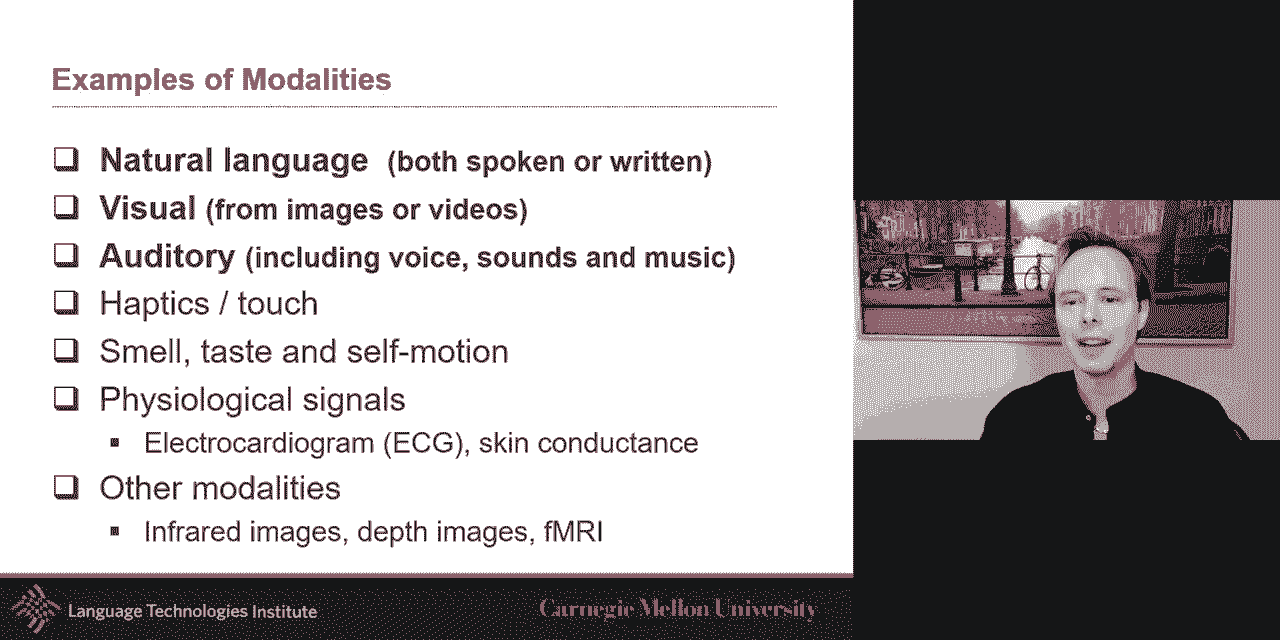 Examples of Modalities
❑ Natural language (both spoken or written)
❑ Visual (from images or videos)
❑ Auditory (including voice, sounds and music)
❑ Haptics / touch
❑ Smell, taste and self-motion
❑ Physiological signals
▪ Electrocardiogram (ECG), skin conductance
❑ Other modalities
▪ Infrared images, depth images, fMRI
Language Technologies Institute
Carnegie Mellon University